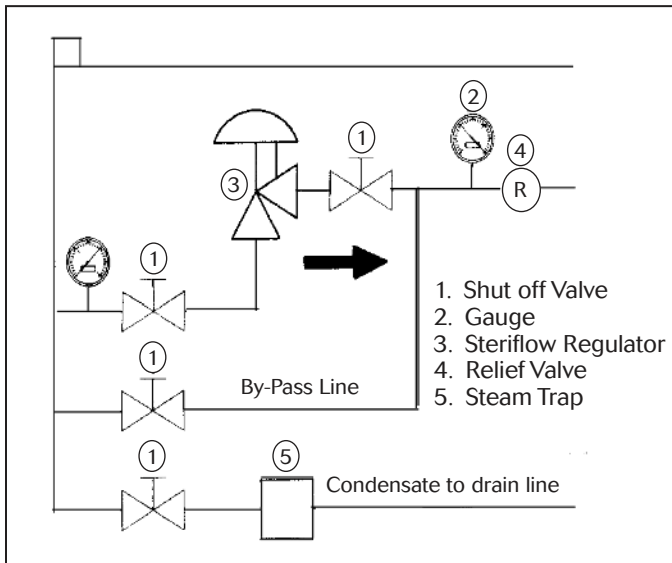 2
4
1
3
R
1
1. Shut off Valve
2. Gauge
3. Steriflow Regulator
4. Relief Valve
5. Steam Trap
1
By-Pass Line
1
5
Condensate to drain line